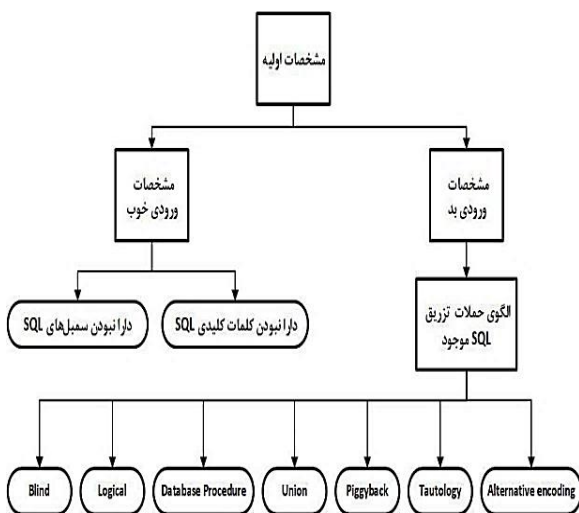 مشخصات اولیه
مشخصات
ورودی بد
مشخصات
ورودی خوب
الگوی حملات تزریق
SQL موجود
دارا نبودن کلمات کلیدی SQL
دارا نبودن سمبل‌های SQL
Blind
Logical
Database Procedure
Union
Piggyback
Tautology
Alternative encoding